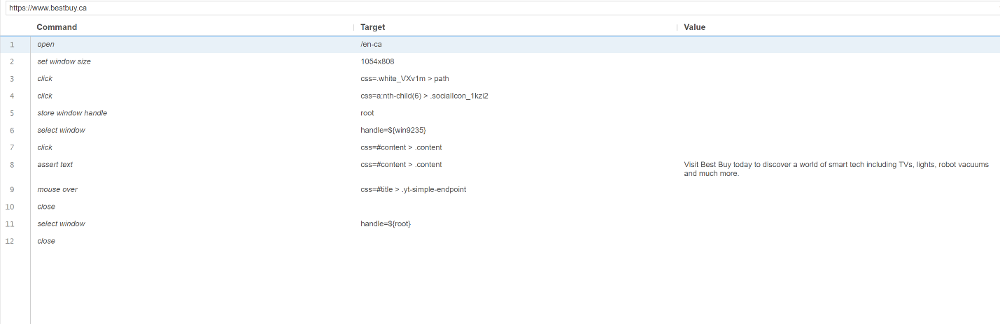 https://www.bestbuy.ca
Command Target Value
1 open /en-ca
2 set window size 1054x808
3 click css=.white_VXv1m > path
4 click css=a:nth-child(6) > .socialIcon_1kzi2
5 store window handle root
6 select window handle=${win9235}
7 click css=#content > .content
8 assert text css=#content > .content Visit Best Buy today to discover a world of smart tech including TVs, lights, robot vacuums
and much more.
9 mouse over css=#title > .yt-simple-endpoint
10 close
11 select window handle=${root}
12 close